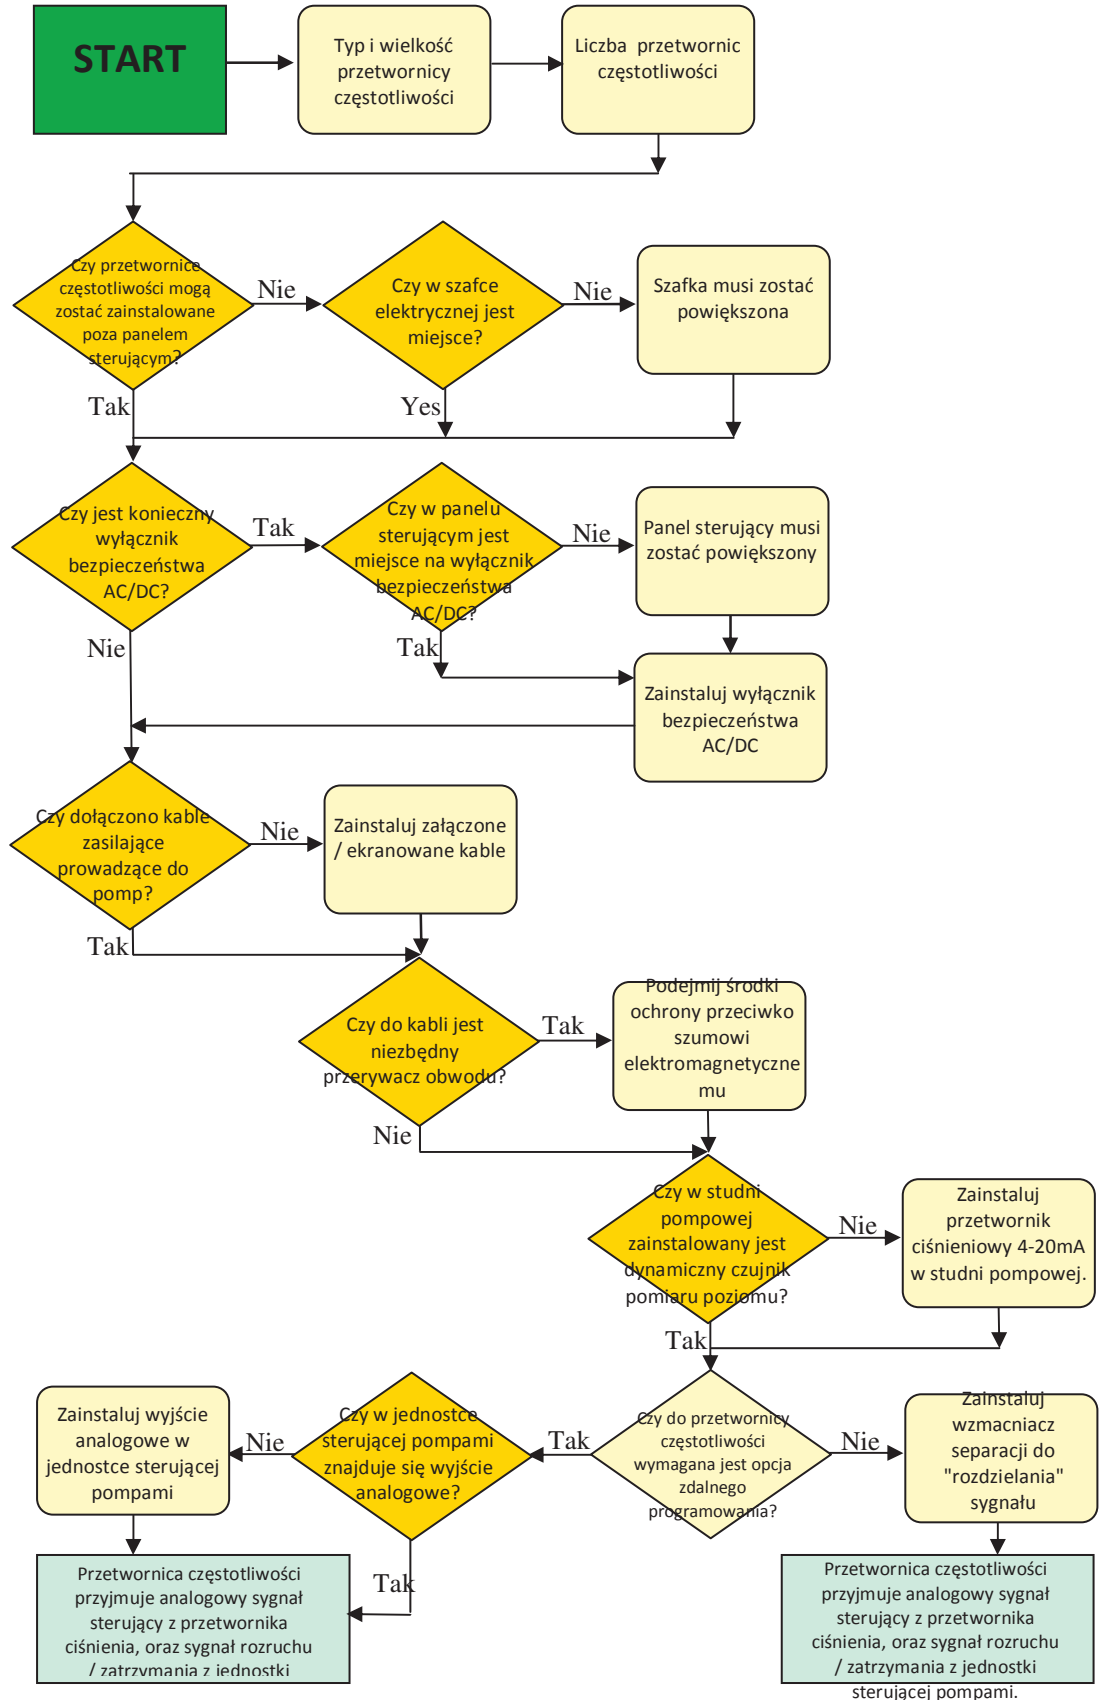 START
Typ i wielkość
przetwornicy
częstotliwości
Liczba przetwornic
częstotliwości
Czy przetwornice
częstotliwości mogą
zostać zainstalowane
poza panelem
sterującym?
Nie
Czy w szafce
elektrycznej jest
miejsce?
Nie
Szafka musi zostać
powiększona
Tak
Yes
Czy jest konieczny
wyłącznik
bezpieczeństwa
AC/DC?
Tak
Czy w panelu
sterującym jest
miejsce na wyłącznik
bezpieczeństwa
AC/DC?
Nie
Panel sterujący musi
zostać powiększony
Nie
Tak
Zainstaluj wyłącznik
bezpieczeństwa
AC/DC
Czy dołączono kable
zasilające
prowadzące do
pomp?
Nie
Zainstaluj załączone
/ ekranowane kable
Tak
Czy do kabli jest
niezbędny
przerywacz obwodu?
Tak
Podejmij środki
ochrony przeciwko
szumowi
elektromagnetyczne
mu
Nie
Czy w studni
pompowej
zainstalowany jest
dynamiczny czujnik
pomiaru poziomu?
Nie
Zainstaluj
przetwornik
ciśnieniowy 4-20mA
w studni pompowej.
Tak
Zainstaluj wyjście
analogowe w
jednostce sterującej
pompami
Nie
Czy w jednostce
sterującej pompami
znajduje się wyjście
analogowe?
Tak
Czy do przetwornicy
częstotliwości
wymagana jest opcja
zdalnego
programowania?
Nie
Zainstaluj
wzmacniacz
separacji do
"rozdzielania"
sygnału
Tak
Przetwornica częstotliwości
przyjmuje analogowy sygnał
sterujący z przetwornika
ciśnienia, oraz sygnał rozruchu
/ zatrzymania z jednostki
Przetwornica częstotliwości
przyjmuje analogowy sygnał
sterujący z przetwornika
ciśnienia, oraz sygnał rozruchu
/ zatrzymania z jednostki
sterującej pompami.